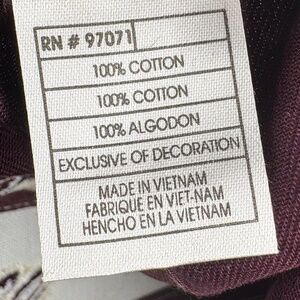 RN # 97071
100% COTTON
100% COTTON
100% ALGODON
EXCLUSIVE OF DECORATION
MADE IN VIETNAM
FABRIQUE EN VIET-NAM
HENCHO EN LA VIETNAM